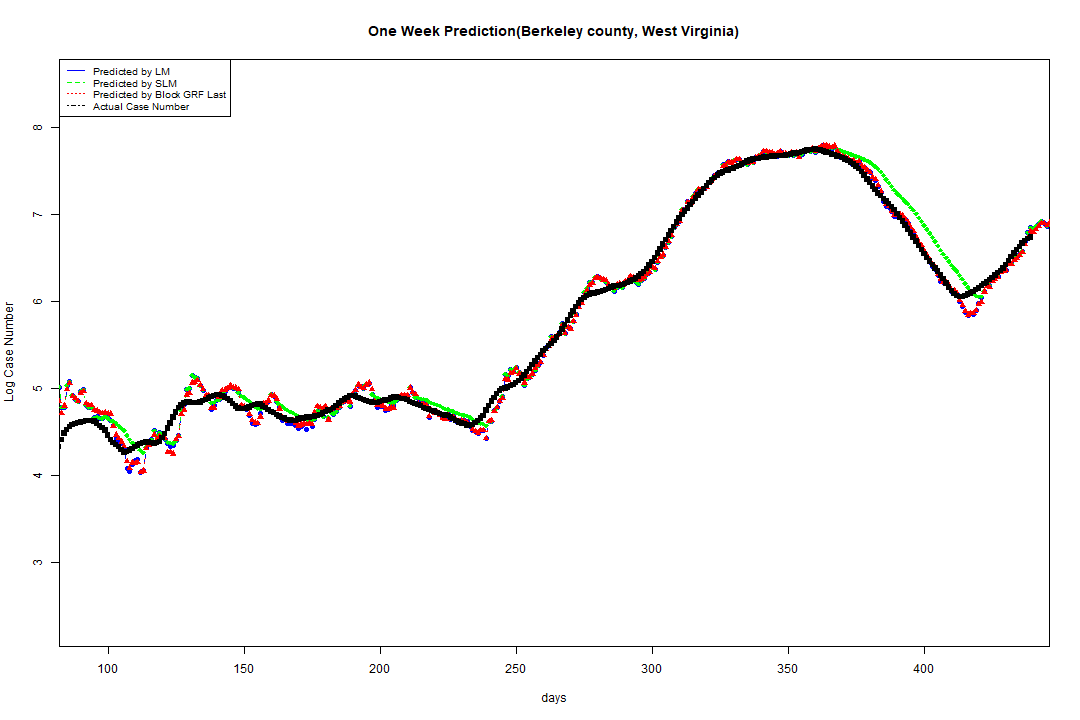 One Week Prediction(Berkeley county, West Virginia)
Predicted by LM
Predicted by SLM
Predicted by Block GRF Last
Actual Case Number
8
7
6
5
4
3
Log Case Number
100 150 200 250 300 350 400
days